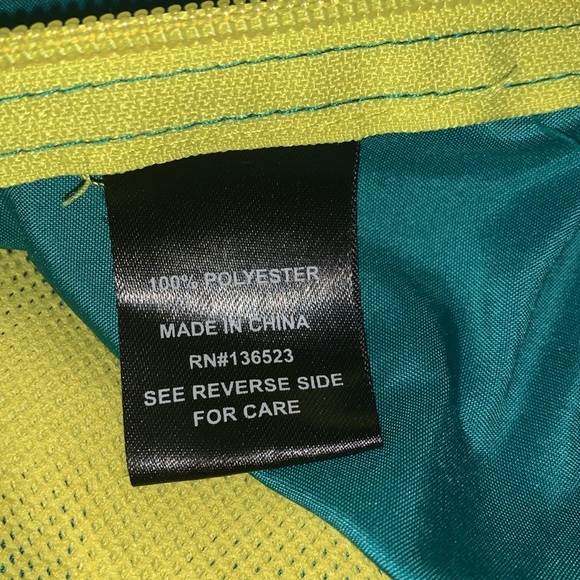 100% POLYESTER
MADE IN CHINA
RN#136523
SEE REVERSE SIDE
FOR CARE